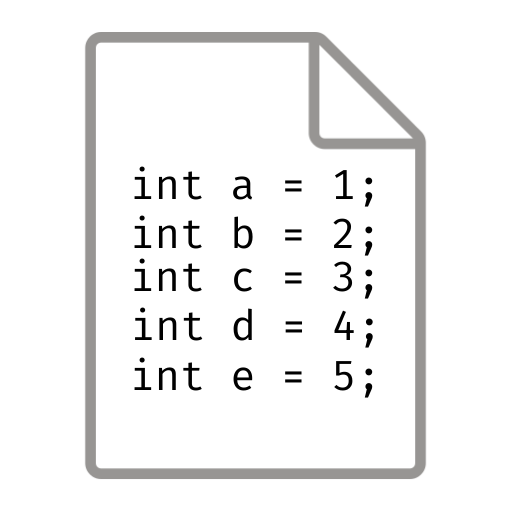 int a = 1;
int b = 2;
int c = 3;
int d = 4;
int e = 5;